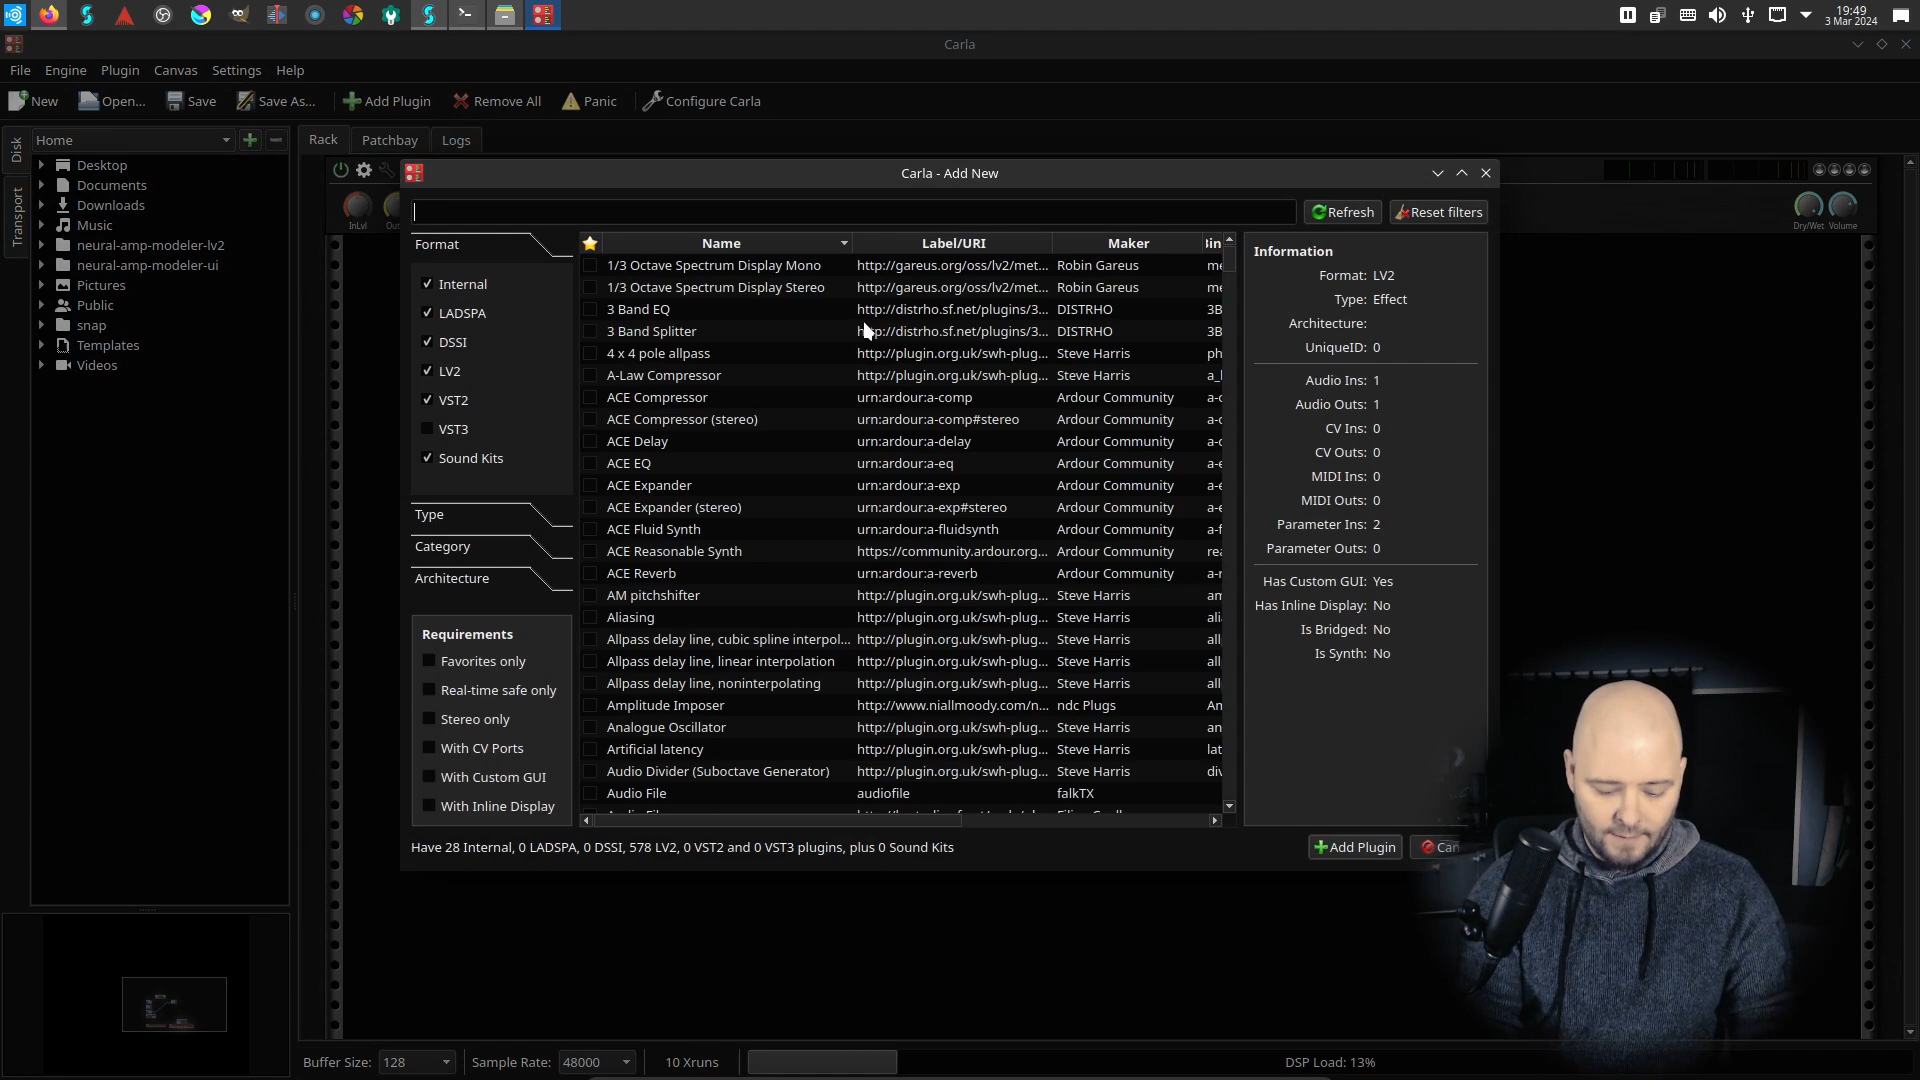 19:49
3 Mar 2024
Carla
File Engine Plugin Canvas Settings Help
New Open... Save Save As... Add Plugin Remove All Panic Configure Carla
Disk
Transport
Home
Desktop
Documents
Downloads
Music
neural-amp-modeler-lv2
neural-amp-modeler-ui
Pictures
Public
snap
Templates
Videos
Rack Patchbay Logs
InLvl
Dry/Wet Volume
Carla - Add New
Refresh Reset filters
Format
Internal
LADSPA
DSSI
LV2
VST2
VST3
Sound Kits
Type
Category
Architecture
Requirements
Favorites only
Real-time safe only
Stereo only
With CV Ports
With Custom GUI
With Inline Display
Name Label/URI Maker
1/3 Octave Spectrum Display Mono http://gareus.org/oss/lv2/met... Robin Gareus
1/3 Octave Spectrum Display Stereo http://gareus.org/oss/lv2/met... Robin Gareus
3 Band EQ http://distrho.sf.net/plugins/3... DISTRHO 3B
3 Band Splitter http://distrho.sf.net/plugins/3... DISTRHO 3B
4 x 4 pole allpass http://plugin.org.uk/swh-plug... Steve Harris ph
A-Law Compressor http://plugin.org.uk/swh-plug... Steve Harris
ACE Compressor urn:ardour:a-comp Ardour Community
ACE Compressor (stereo) urn:ardour:a-comp#stereo Ardour Community
ACE Delay urn:ardour:a-delay Ardour Community
ACE EQ urn:ardour:a-eq Ardour Community
ACE Expander urn:ardour:a-exp Ardour Community
ACE Expander (stereo) urn:ardour:a-exp#stereo Ardour Community
ACE Fluid Synth urn:ardour:a-fluidsynth Ardour Community
ACE Reasonable Synth https://community.ardour.org... Ardour Community
ACE Reverb urn:ardour:a-reverb Ardour Community
AM pitchshifter http://plugin.org.uk/swh-plug... Steve Harris
Aliasing http://plugin.org.uk/swh-plug... Steve Harris
Allpass delay line, cubic spline interpol... http://plugin.org.uk/swh-plug... Steve Harris
Allpass delay line, linear interpolation http://plugin.org.uk/swh-plug... Steve Harris
Allpass delay line, noninterpolating http://plugin.org.uk/swh-plug... Steve Harris
Amplitude Imposer http://www.niallmoody.com/n... ndc Plugs
Analogue Oscillator http://plugin.org.uk/swh-plug... Steve Harris
Artificial latency http://plugin.org.uk/swh-plug... Steve Harris lat
Audio Divider (Suboctave Generator) http://plugin.org.uk/swh-plug... Steve Harris
Audio File audiofile falkTX
Information
Format: LV2
Type: Effect
Architecture:
UniqueID: 0
Audio Ins: 1
Audio Outs: 1
CV Ins: 0
CV Outs: 0
MIDI Ins: 0
MIDI Outs: 0
Parameter Ins: 2
Parameter Outs: 0
Has Custom GUI: Yes
Has Inline Display: No
Is Bridged: No
Is Synth: No
Have 28 Internal, 0 LADSPA, 0 DSSI, 578 LV2, 0 VST2 and 0 VST3 plugins, plus 0 Sound Kits
Add Plugin Can
Buffer Size: 128 Sample Rate: 48000 10 Xruns DSP Load: 13%